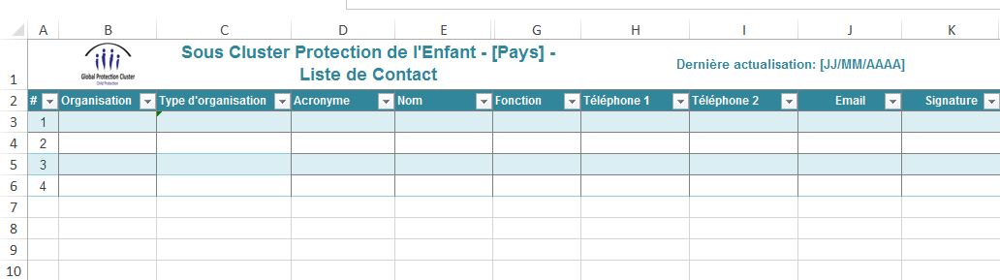 A B C D E G H I J K
1
Global Protection Cluster
Child Protection
Sous Cluster Protection de l'Enfant - [Pays] -
Liste de Contact
Dernière actualisation: [JJ/MM/AAAA]
2 # Organisation Type d'organisation Acronyme Nom Fonction Téléphone 1 Téléphone 2 Email Signature
3 1
4 2
5 3
6 4
7
8
9
10